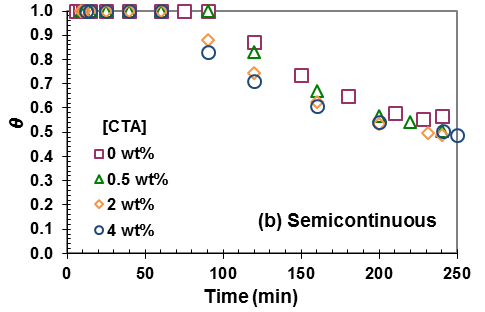 1.0
0.9
0.8
0.7
0.6
0.5
0.4
0.3
0.2
0.1
0.0
θ
[CTA]
0 wt%
0.5 wt%
2 wt%
4 wt%
(b) Semicontinuous
0 50 100 150 200 250
Time (min)